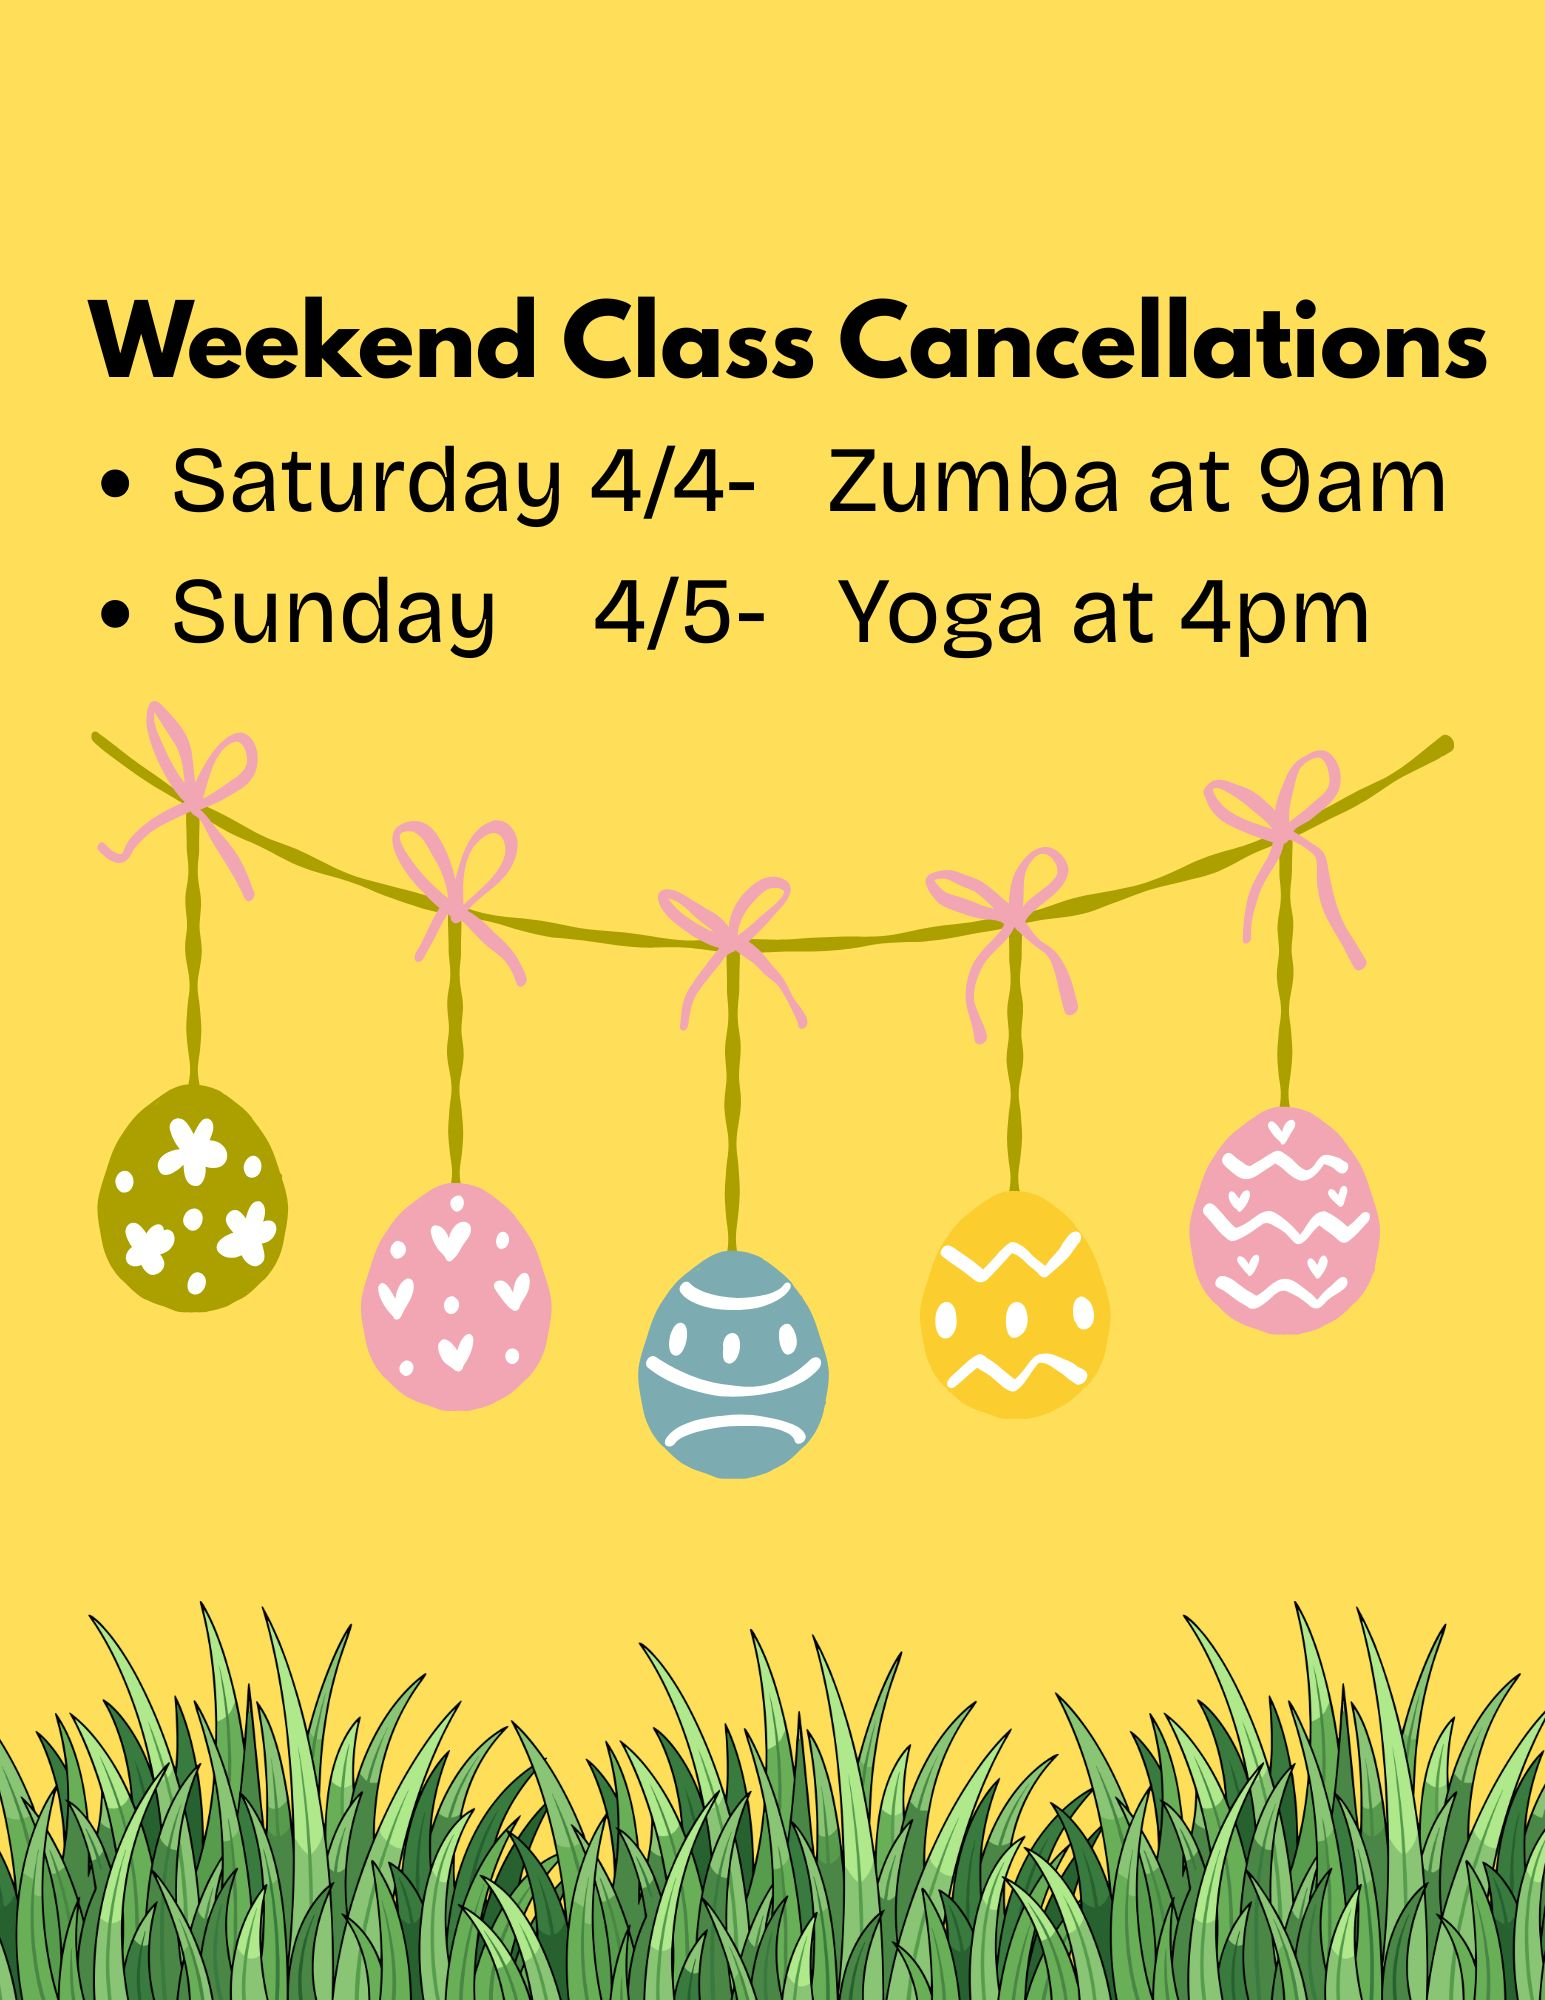 Weekend Class Cancellations
• Saturday 4/4- Zumba at 9am
• Sunday 4/5- Yoga at 4pm